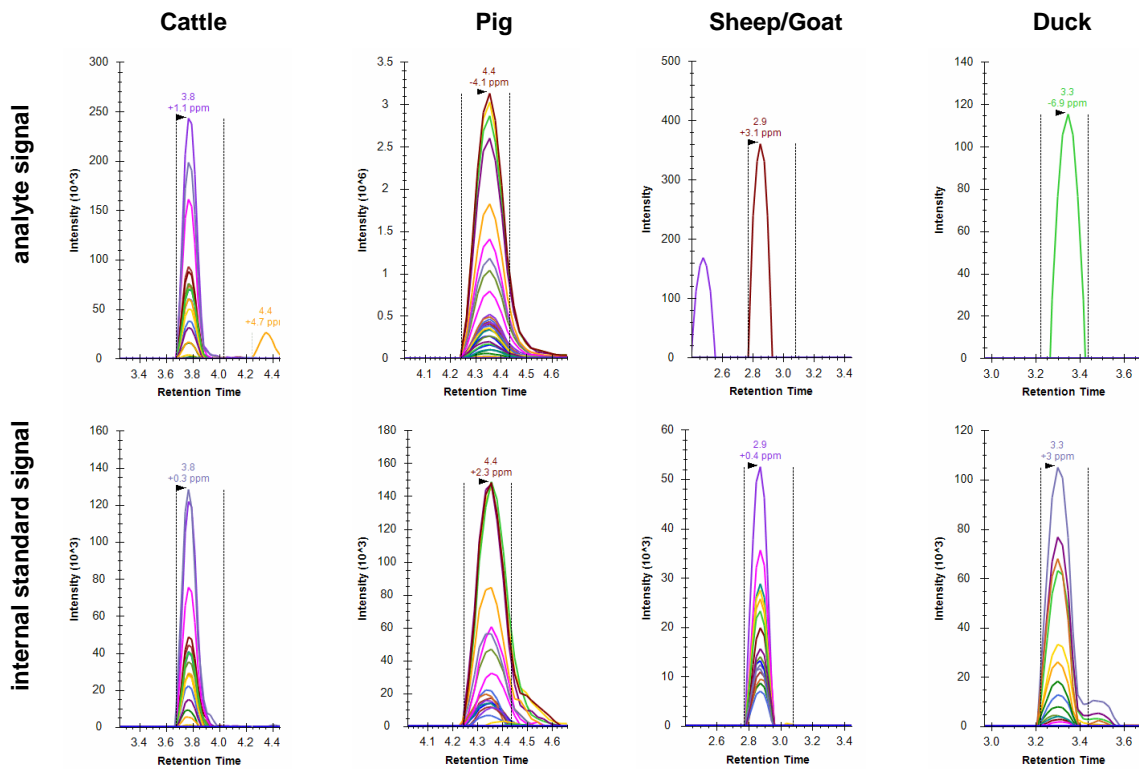 Cattle
Pig
Sheep/Goat
Duck
analyte signal
300
250
200
150
100
50
0
Intensity (10^3)
3.8
+1.1 ppm
4.4
+4.7 ppm
3.4 3.6 3.8 4.0 4.2 4.4
Retention Time
3.5
3
2.5
2
1.5
1
0.5
0
Intensity (10^6)
4.4
-4.1 ppm
4.1 4.2 4.3 4.4 4.5 4.6
Retention Time
500
400
300
200
100
0
Intensity
2.9
+3.1 ppm
2.6 2.8 3.0 3.2 3.4
Retention Time
140
120
100
80
60
40
20
0
Intensity
3.3
-6.9 ppm
3.0 3.2 3.4 3.6
Retention Time
internal standard signal
160
140
120
100
80
60
40
20
0
Intensity (10^3)
3.8
+0.3 ppm
3.4 3.6 3.8 4.0 4.2 4.4
Retention Time
180
160
140
120
100
80
60
40
20
0
Intensity (10^3)
4.4
+2.3 ppm
4.1 4.2 4.3 4.4 4.5 4.6
Retention Time
60
50
40
30
20
10
0
Intensity (10^3)
2.9
+0.4 ppm
2.6 2.8 3.0 3.2 3.4
Retention Time
120
100
80
60
40
20
0
Intensity (10^3)
3.3
+3 ppm
3.0 3.2 3.4 3.6
Retention Time